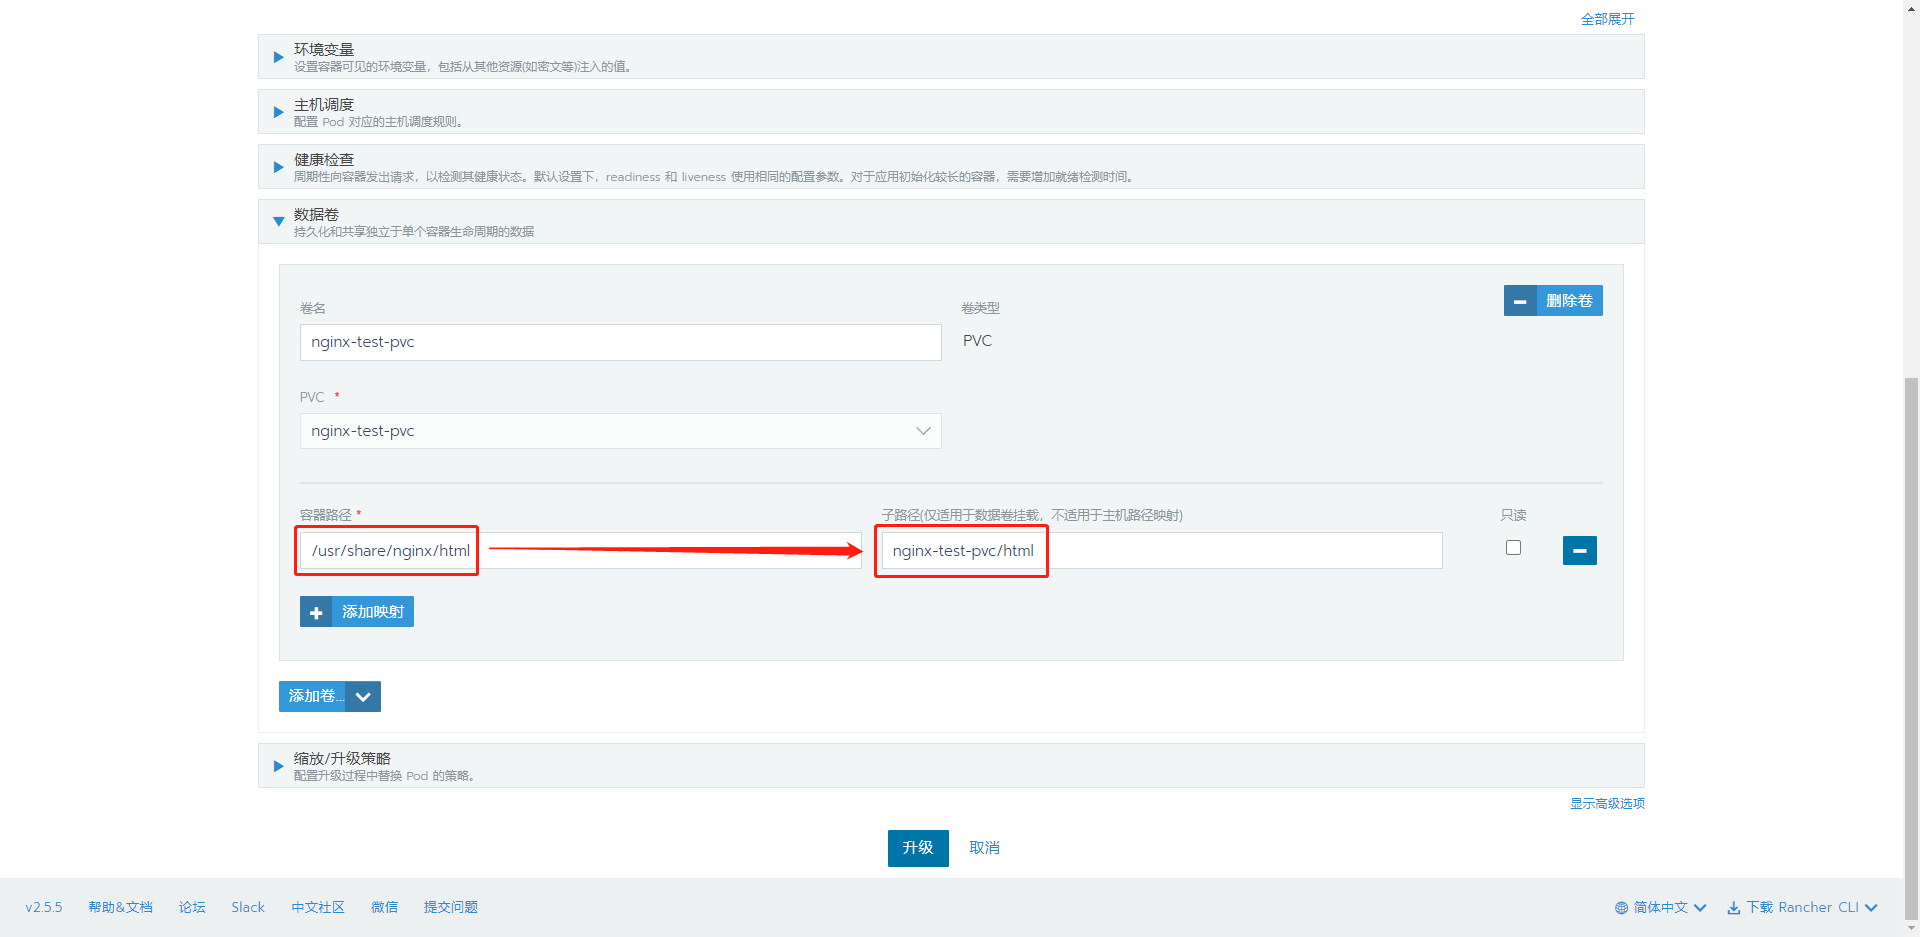 全部展开
环境变量
设置容器可见的环境变量，包括从其他资源(如密文等)注入的值。
主机调度
配置 Pod 对应的主机调度规则。
健康检查
周期性向容器发出请求，以检测其健康状态。默认设置下，readiness 和 liveness 使用相同的配置参数。对于应用初始化较长的容器，需要增加就绪检测时间。
数据卷
持久化和共享独立于单个容器生命周期的数据
卷名 卷类型 删除卷
nginx-test-pvc PVC
PVC *
nginx-test-pvc
容器路径 * 子路径(仅适用于数据卷挂载，不适用于主机路径映射) 只读
/usr/share/nginx/html nginx-test-pvc/html
添加映射
添加卷...
缩放/升级策略
配置升级过程中替换 Pod 的策略。
显示高级选项
升级 取消
v2.5.5 帮助&文档 论坛 Slack 中文社区 微信 提交问题 简体中文 下载 Rancher CLI